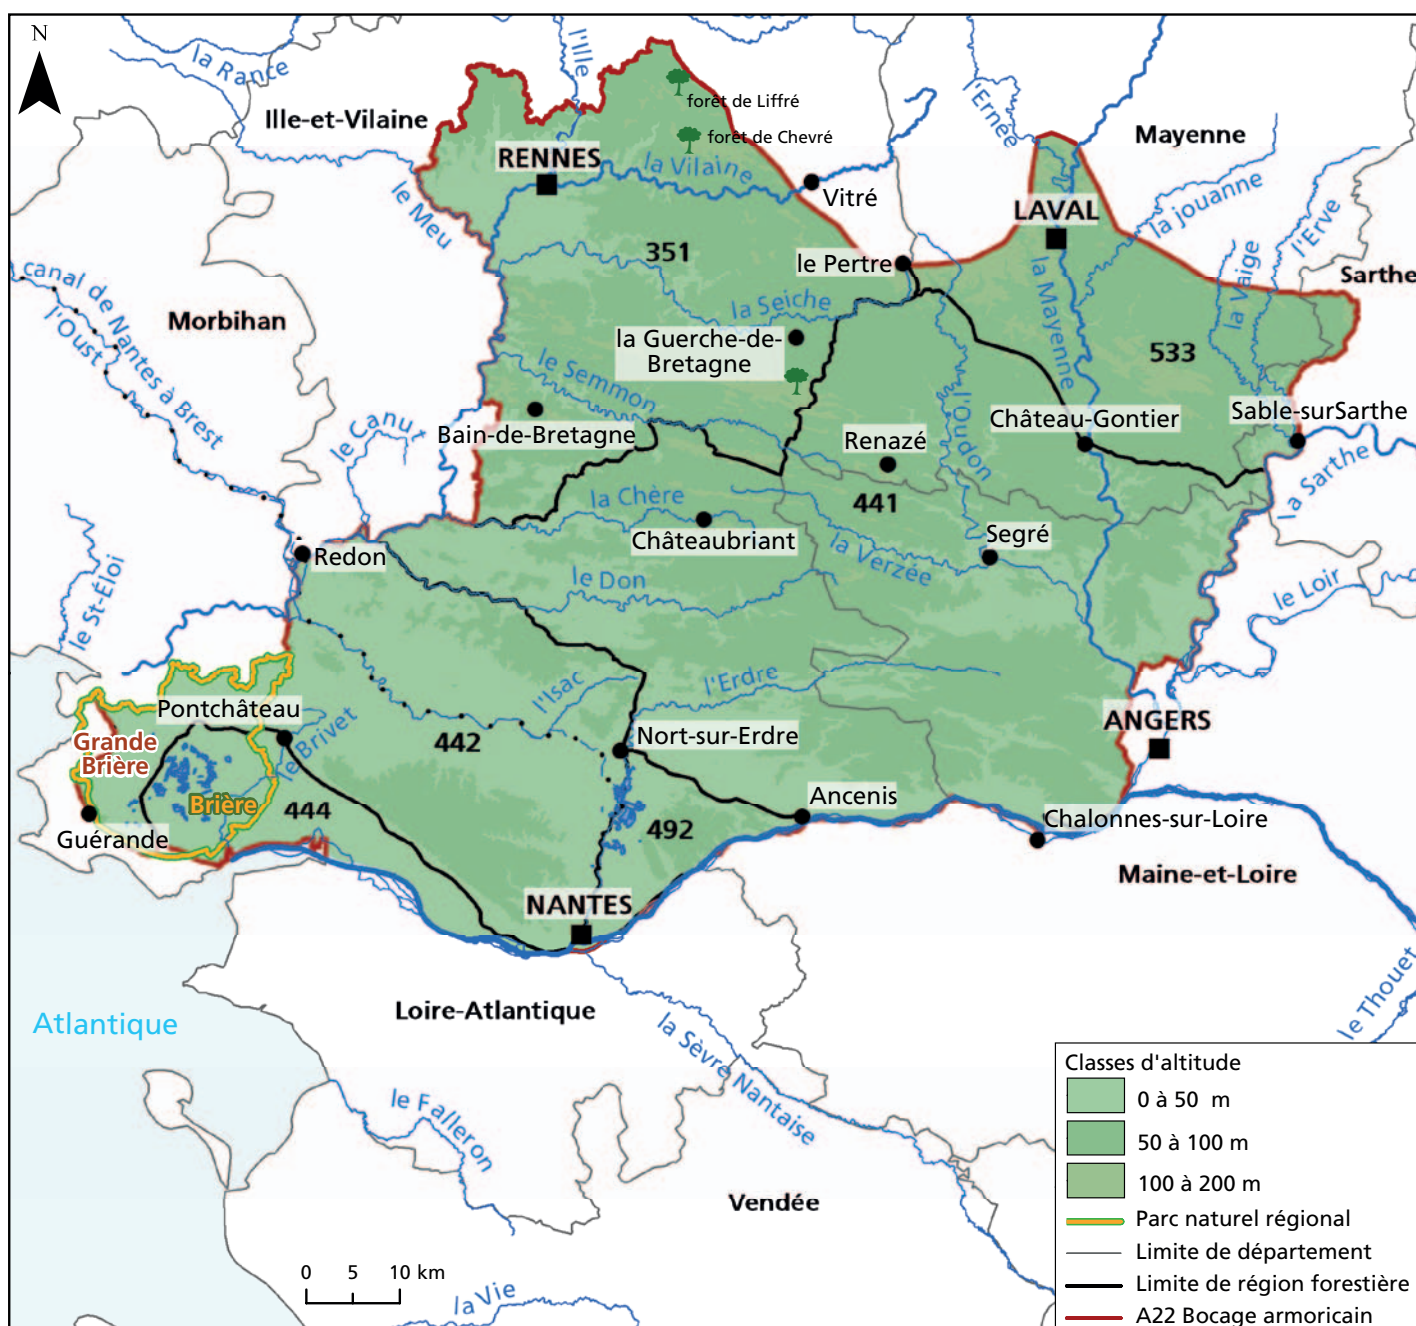 N
la Rance
l'Ille
Ille-et-Vilaine
forêt de Liffré
forêt de Chevré
l'Ernée
Mayenne
RENNES
la Vilaine
Vitré
le Meu
LAVAL
la jouanne
l'Erve
la Vaige
351
le Pertre
la Mayenne
Sarthe
canal de Nantes à Brest
l'Oust
Morbihan
la Seiche
la Guerche-de-
Bretagne
533
le Semmon
l'Oudon
le Canut
Bain-de-Bretagne
Renazé
Château-Gontier
Sable-surSarthe
la Sarthe
la Chère
441
Châteaubriant
Segré
la Verzée
Redon
le Don
le Loir
le St-Éloi
l'Isac
l'Erdre
Pontchâteau
ANGERS
Grande
Brière
le Brivet
442
Nort-sur-Erdre
Brière
444
Ancenis
492
Chalonnes-sur-Loire
Guérande
Maine-et-Loire
NANTES
le Thouet
Loire-Atlantique
Atlantique
la Sèvre Nantaise
le Falleron
Vendée
la Vie
0 5 10 km
Classes d'altitude
0 à 50 m
50 à 100 m
100 à 200 m
Parc naturel régional
Limite de département
Limite de région forestière
A22 Bocage armoricain